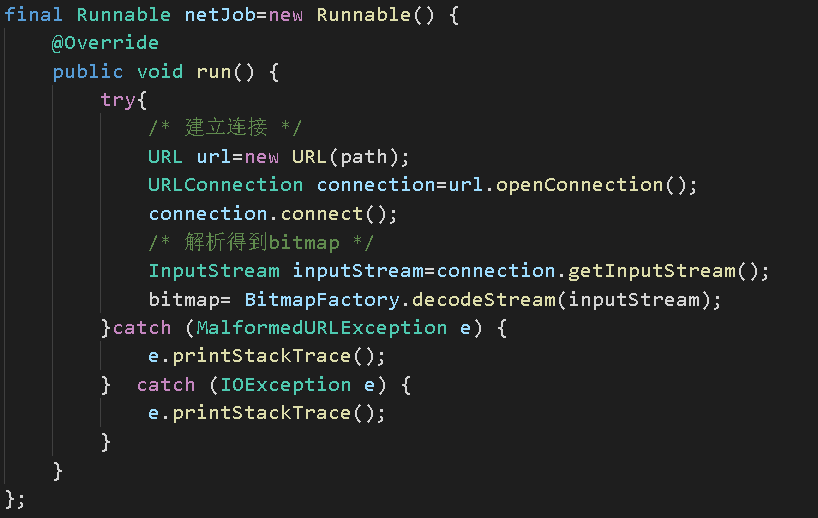 final Runnable netJob=new Runnable() {
    @Override
    public void run() {
        try{
            /* 建立连接 */
            URL url=new URL(path);
            URLConnection connection=url.openConnection();
            connection.connect();
            /* 解析得到bitmap */
            InputStream inputStream=connection.getInputStream();
            bitmap= BitmapFactory.decodeStream(inputStream);
        }catch (MalformedURLException e) {
            e.printStackTrace();
        }  catch (IOException e) {
            e.printStackTrace();
        }
    }
};